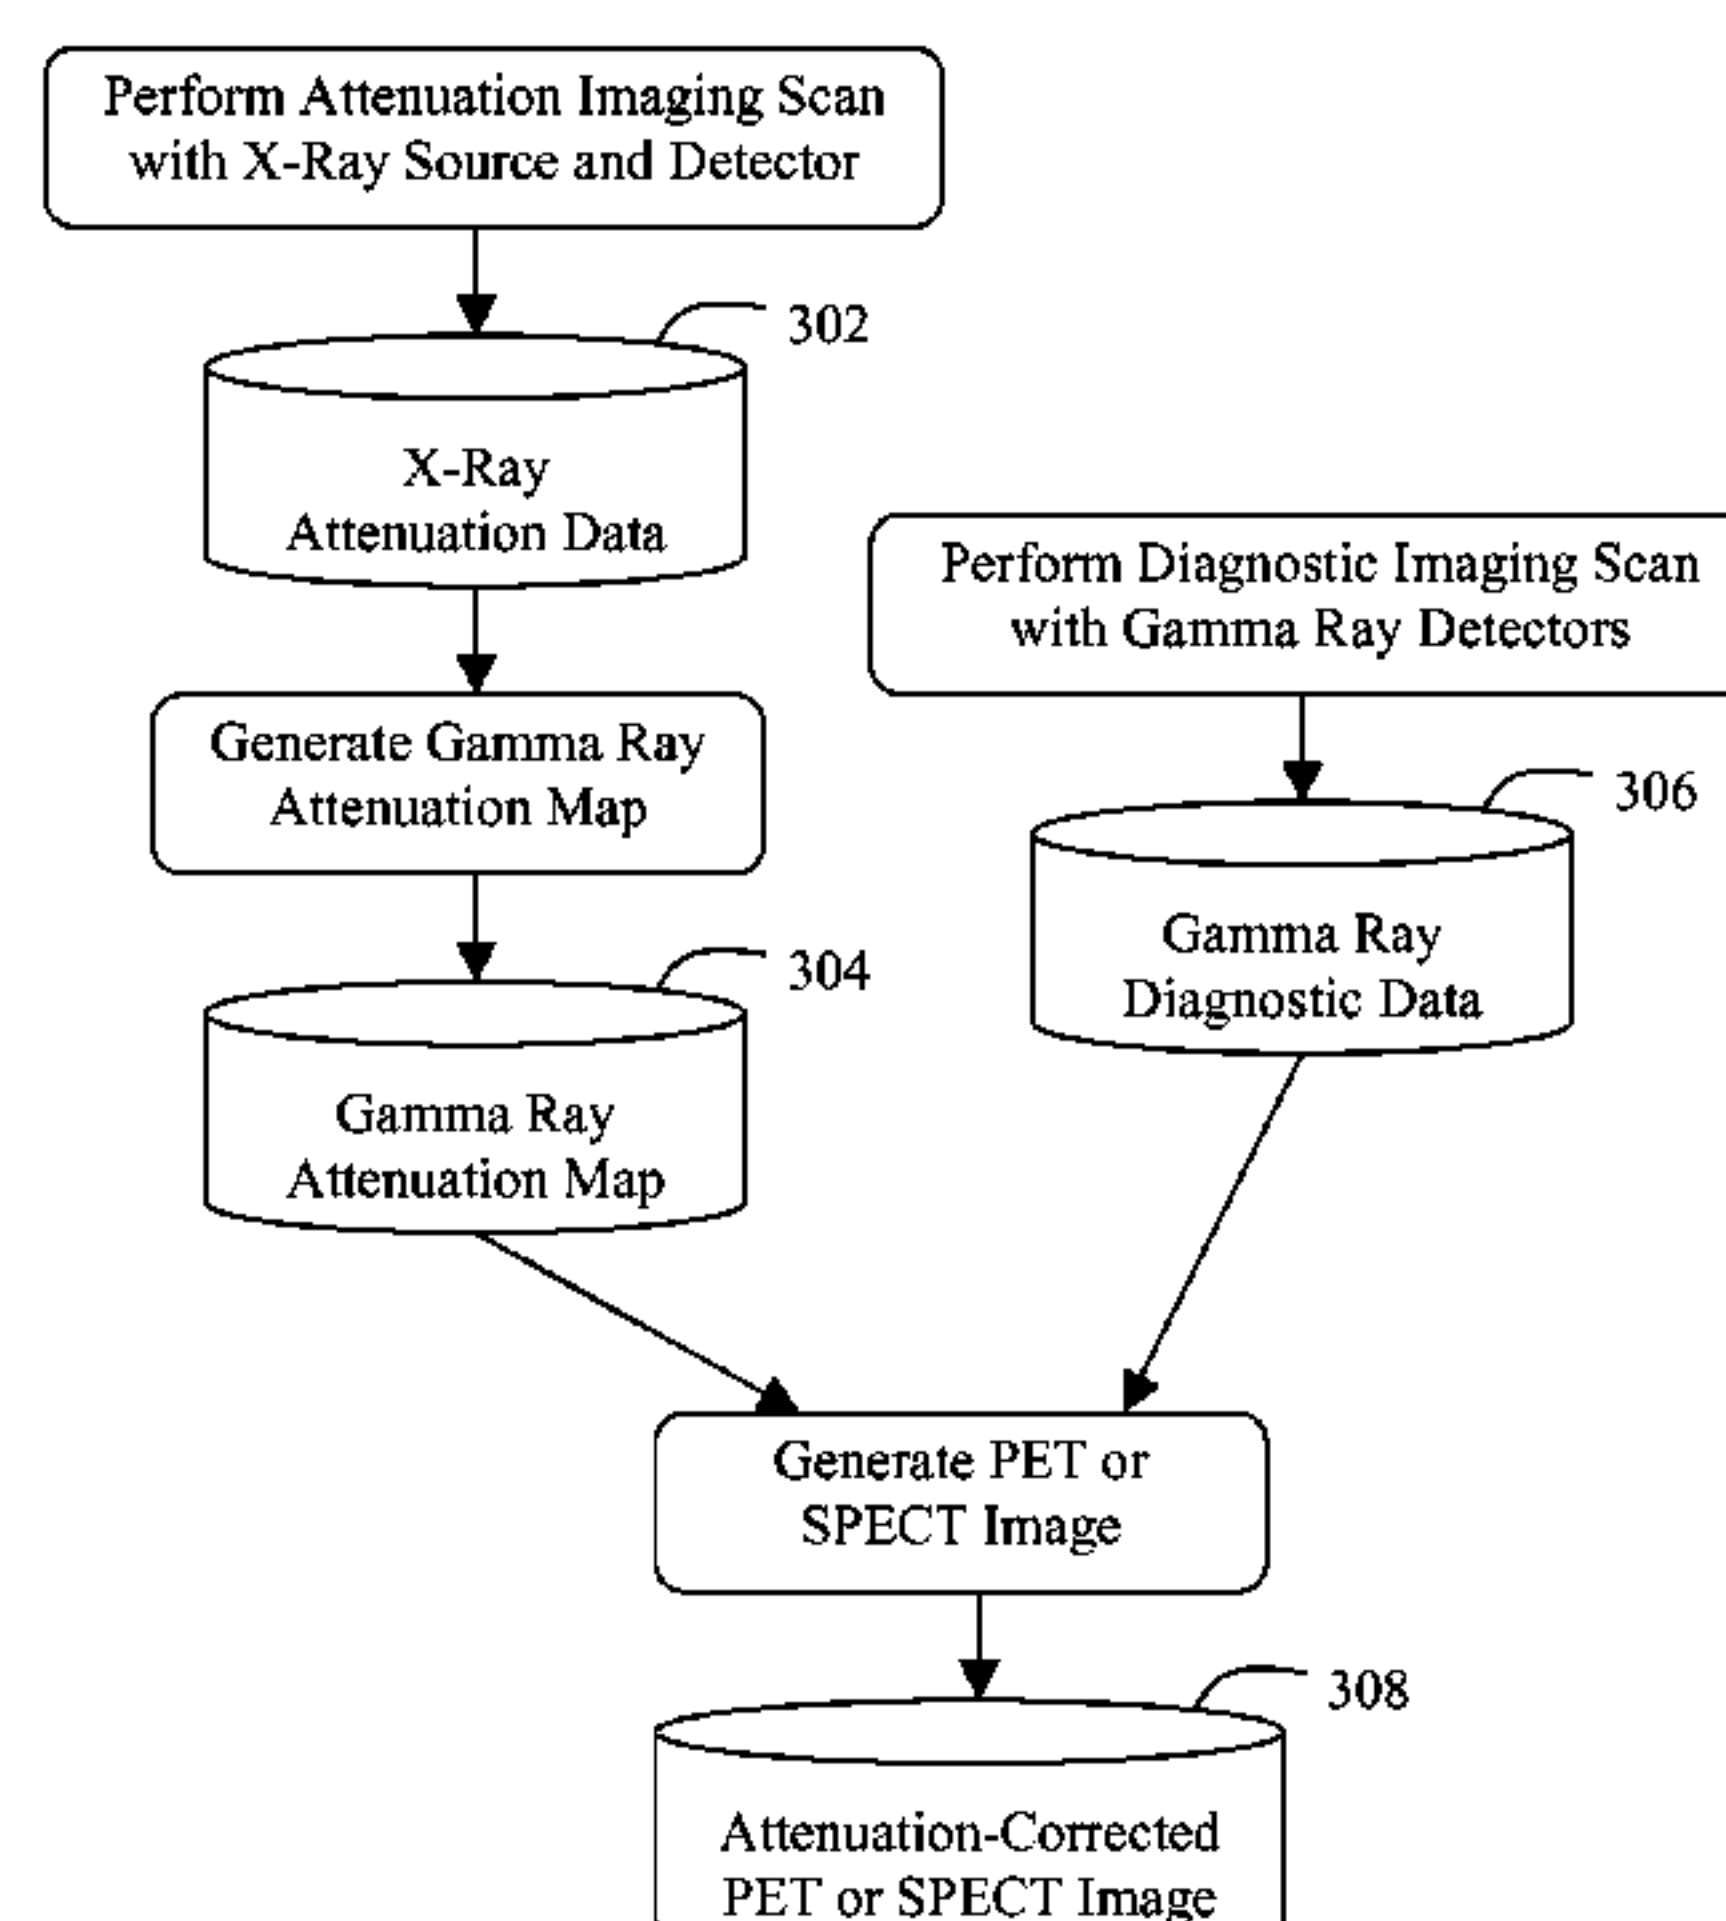 Perform Attenuation Imaging Scan
with X-Ray Source and Detector
302
X-Ray
Attenuation Data
Perform Diagnostic Imaging Scan
with Gamma Ray Detectors
Generate Gamma Ray
Attenuation Map
306
Gamma Ray
Diagnostic Data
304
Gamma Ray
Attenuation Map
Generate PET or
SPECT Image
308
Attenuation-Corrected
PET or SPECT Image